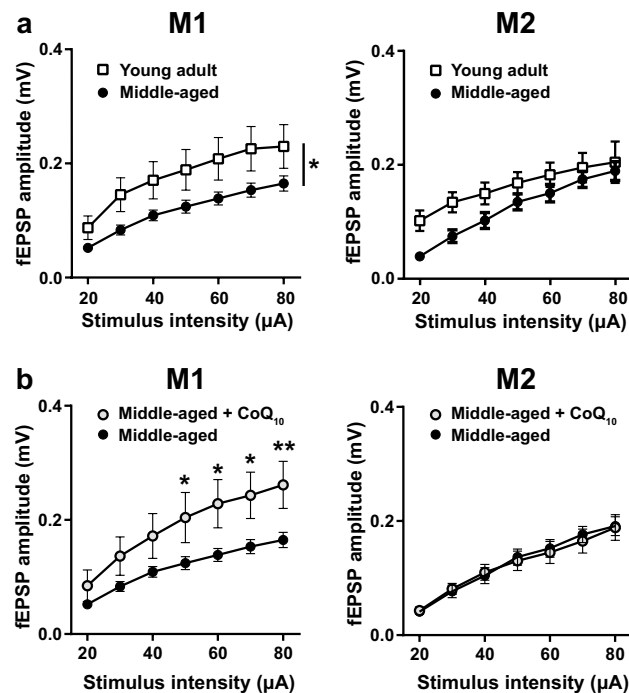 a
M1
M2
0.4
Young adult
Middle-aged
0.2
*
0.0
fEPSP amplitude (mV)
20 40 60 80
Stimulus intensity (µA)
0.4
Young adult
Middle-aged
0.2
0.0
fEPSP amplitude (mV)
20 40 60 80
Stimulus intensity (µA)
b
M1
M2
0.4
Middle-aged + CoQ10
Middle-aged
* * * **
0.2
0.0
fEPSP amplitude (mV)
20 40 60 80
Stimulus intensity (µA)
0.4
Middle-aged + CoQ10
Middle-aged
0.2
0.0
fEPSP amplitude (mV)
20 40 60 80
Stimulus intensity (µA)